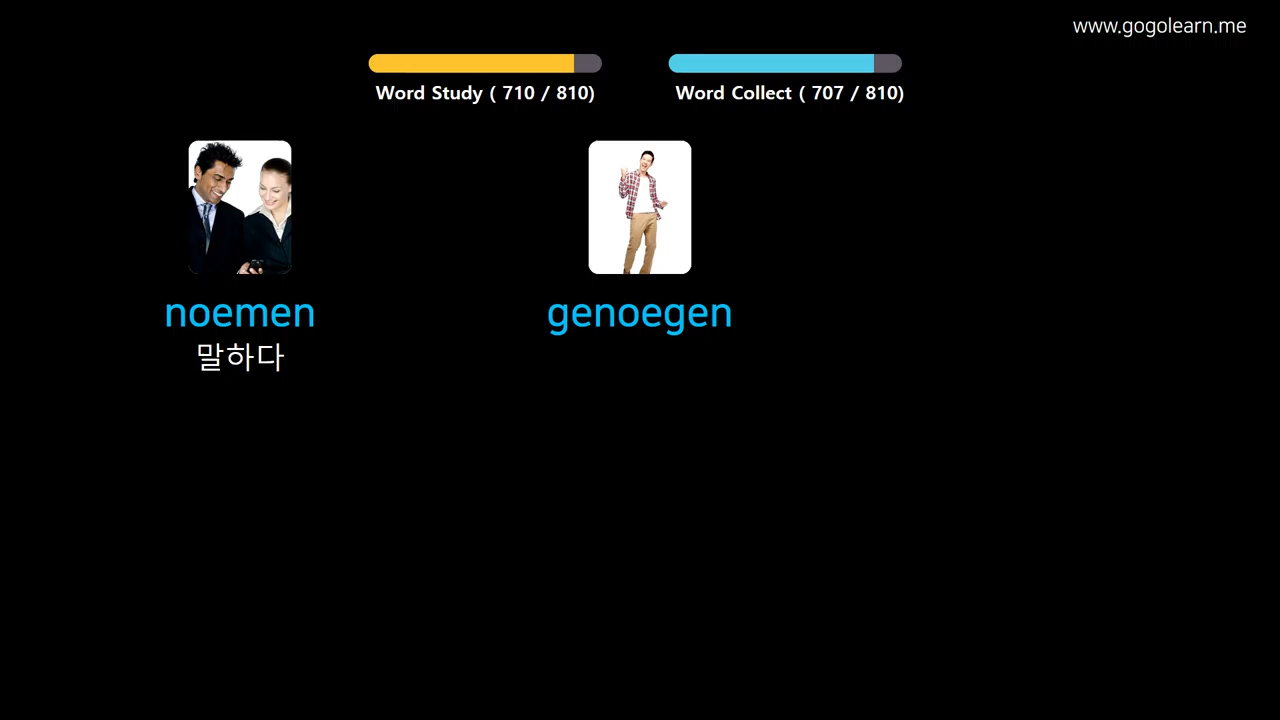 www.gogolearn.me
Word Study ( 710 / 810)
Word Collect ( 707 / 810)
noemen
말하다
genoegen